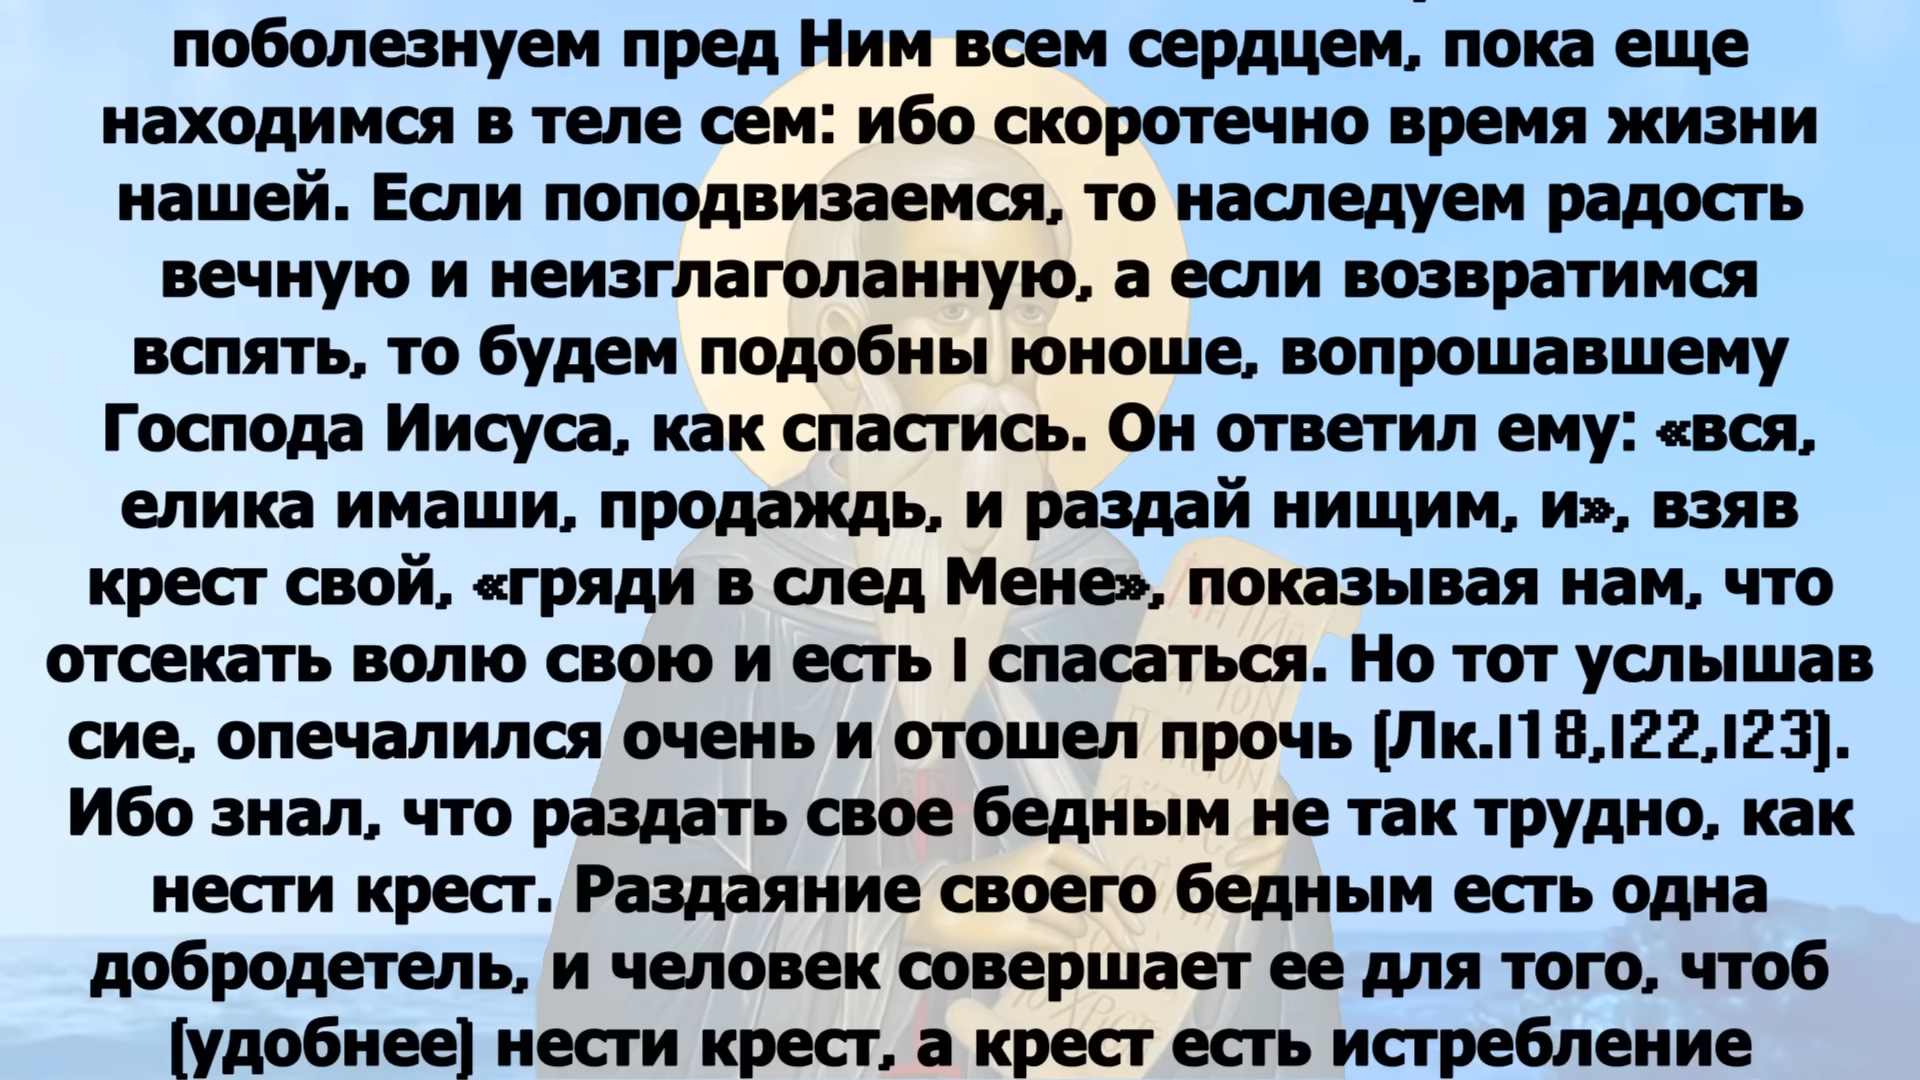 поболезнуем пред Ним всем сердцем, пока еще
находимся в теле сем: ибо скоротечно время жизни
нашей. Если поподвизаемся, то наследуем радость
вечную и неизглаголанную, а если возвратимся
вспять, то будем подобны юноше, вопрошавшему
Господа Иисуса, как спастись. Он ответил ему: «вся,
елика имаши, продаждь, и раздай нищим, и», взяв
крест свой, «гряди в след Мене», показывая нам, что
отсекать волю свою и есть I спасаться. Но тот услышав
сие, опечалился очень и отошел прочь (Лк.I18,I22,I23).
Ибо знал, что раздать свое бедным не так трудно, как
нести крест. Раздаяние своего бедным есть одна
добродетель, и человек совершает ее для того, чтоб
[удобнее] нести крест, а крест есть истребление